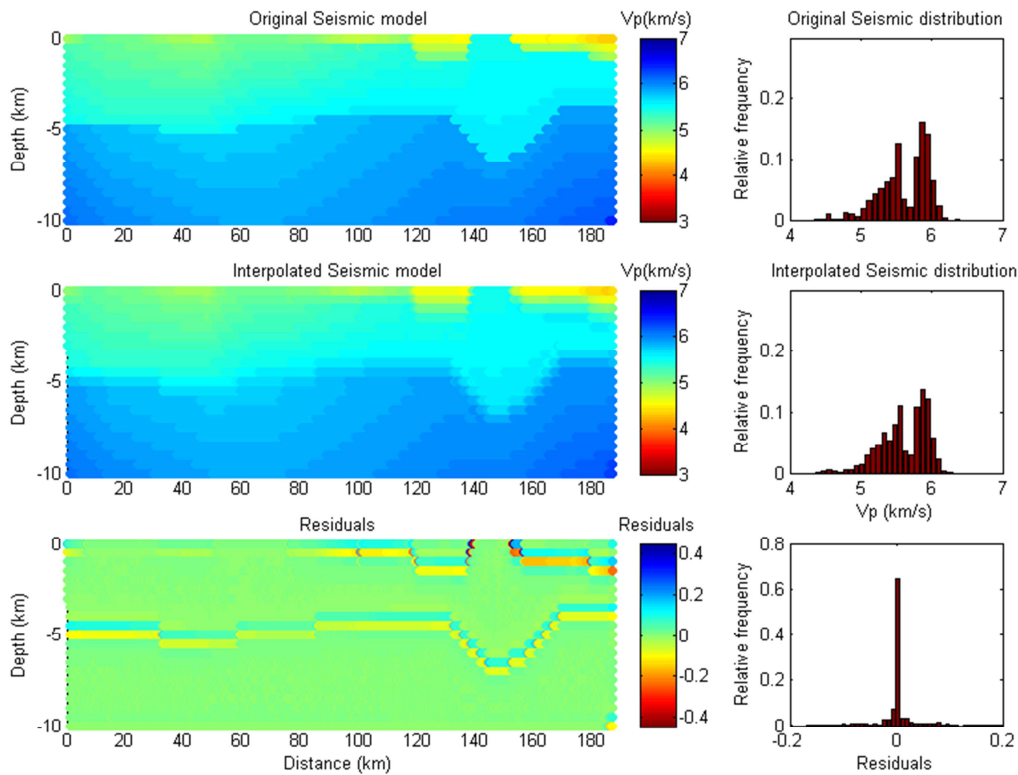 Original Seismic model
Vp(km/s)
Original Seismic distribution
0
-5
-10
Depth (km)
0 20 40 60 80 100 120 140 160 180
7
6
5
4
3
Relative frequency
0.2
0.1
0
4 5 6 7
Interpolated Seismic model
Vp(km/s)
Interpolated Seismic distribution
0
-5
-10
Depth (km)
0 20 40 60 80 100 120 140 160 180
7
6
5
4
3
Relative frequency
0.2
0.1
0
4 5 6 7
Vp (km/s)
Residuals
Residuals
0
-5
-10
Depth (km)
0 20 40 60 80 100 120 140 160 180
Distance (km)
0.4
0.2
0
-0.2
-0.4
Relative frequency
0.8
0.6
0.4
0.2
0
-0.2 0 0.2
Residuals